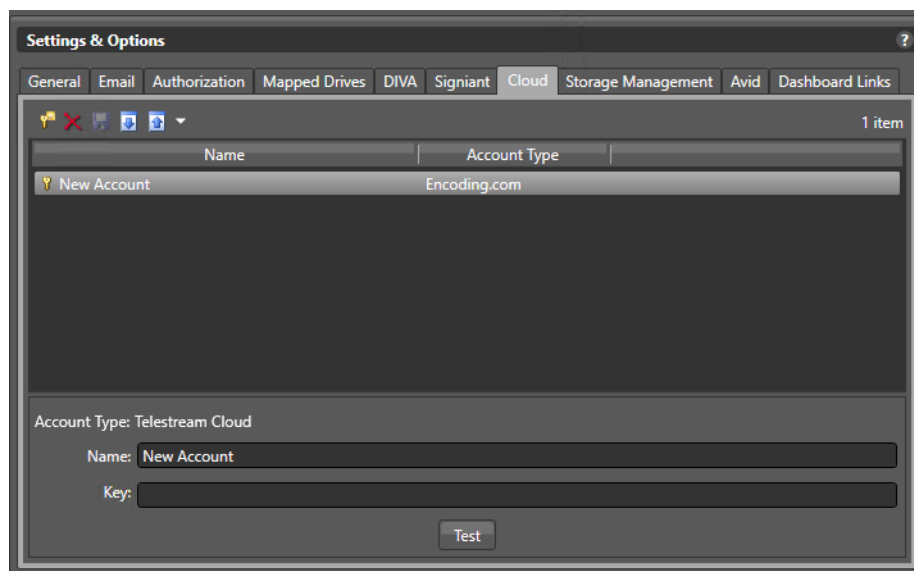 Settings & Options ?
General Email Authorization Mapped Drives DIVA Signiant Cloud Storage Management Avid Dashboard Links
1 item
Name Account Type
New Account Encoding.com
Account Type: Telestream Cloud
Name: New Account
Key:
Test